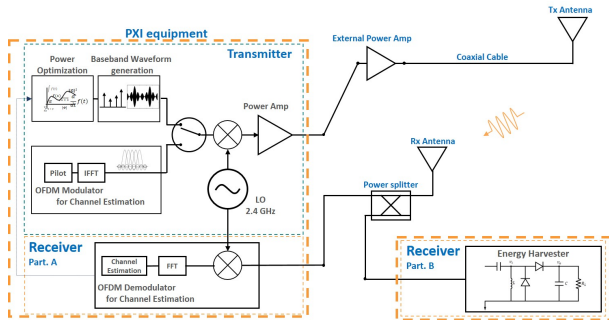 PXI equipment
Tx Antenna
Transmitter
External Power Amp
Power
Optimization
Baseband Waveform
generation
Coaxial Cable
Power Amp
Rx Antenna
Pilot
IFFT
OFDM Modulator
for Channel Estimation
LO
2.4 GHz
Power splitter
Receiver
Part. A
Channel
Estimation
FFT
OFDM Demodulator
for Channel Estimation
Receiver
Part. B
Energy Harvester